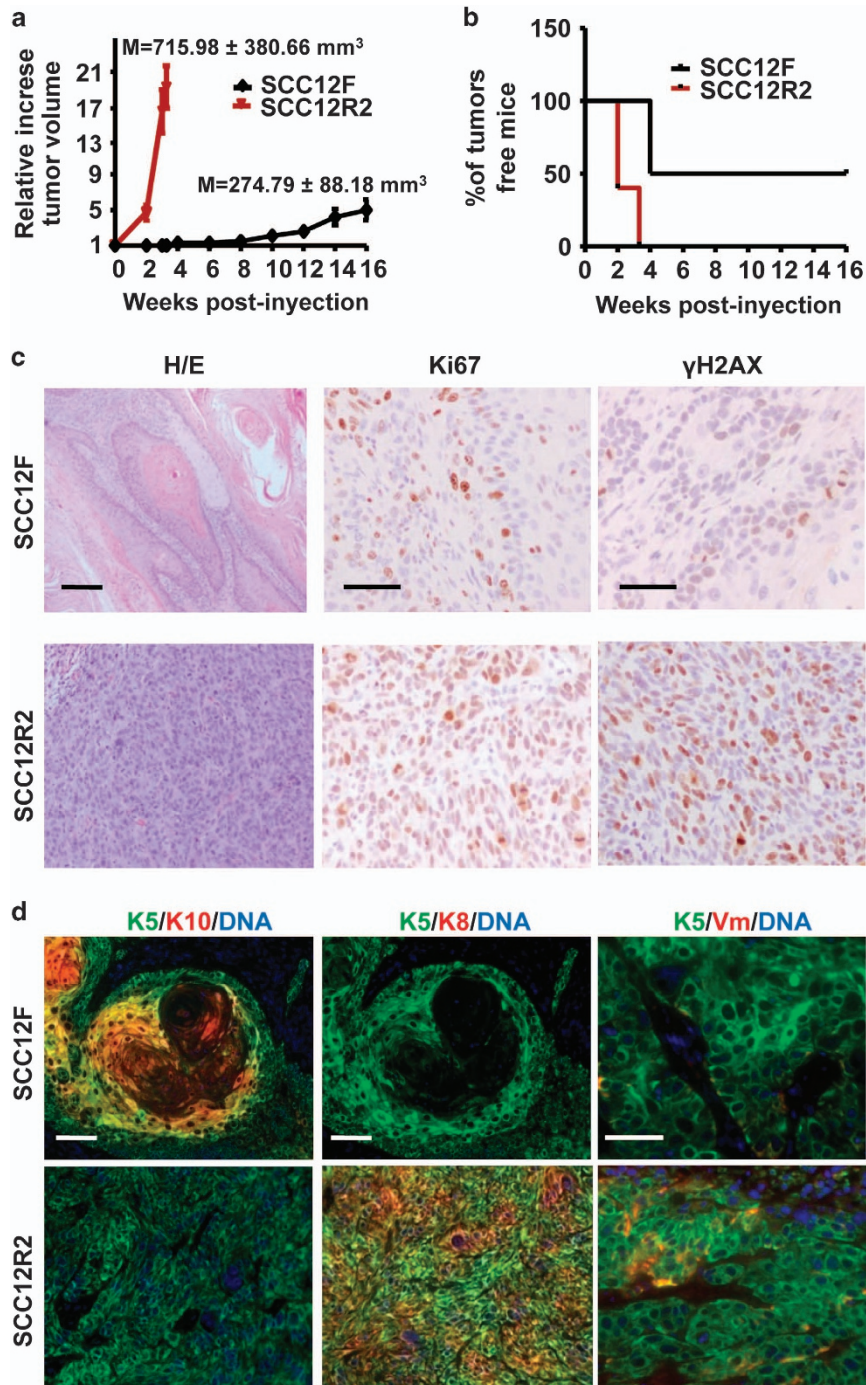 a
M=715.98 ± 380.66 mm³
21
17
13
9
5
1
Relative increse
tumor volume
SCC12F
SCC12R2
M=274.79 ± 88.18 mm³
0 2 4 6 8 10 12 14 16
Weeks post-inyection
b
150
100
50
0
%of tumors
free mice
SCC12F
SCC12R2
0 2 4 6 8 10 12 14 16
Weeks post-inyection
c
H/E
Ki67
γH2AX
SCC12F
SCC12R2
d
K5/K10/DNA
K5/K8/DNA
K5/Vm/DNA
SCC12F
SCC12R2